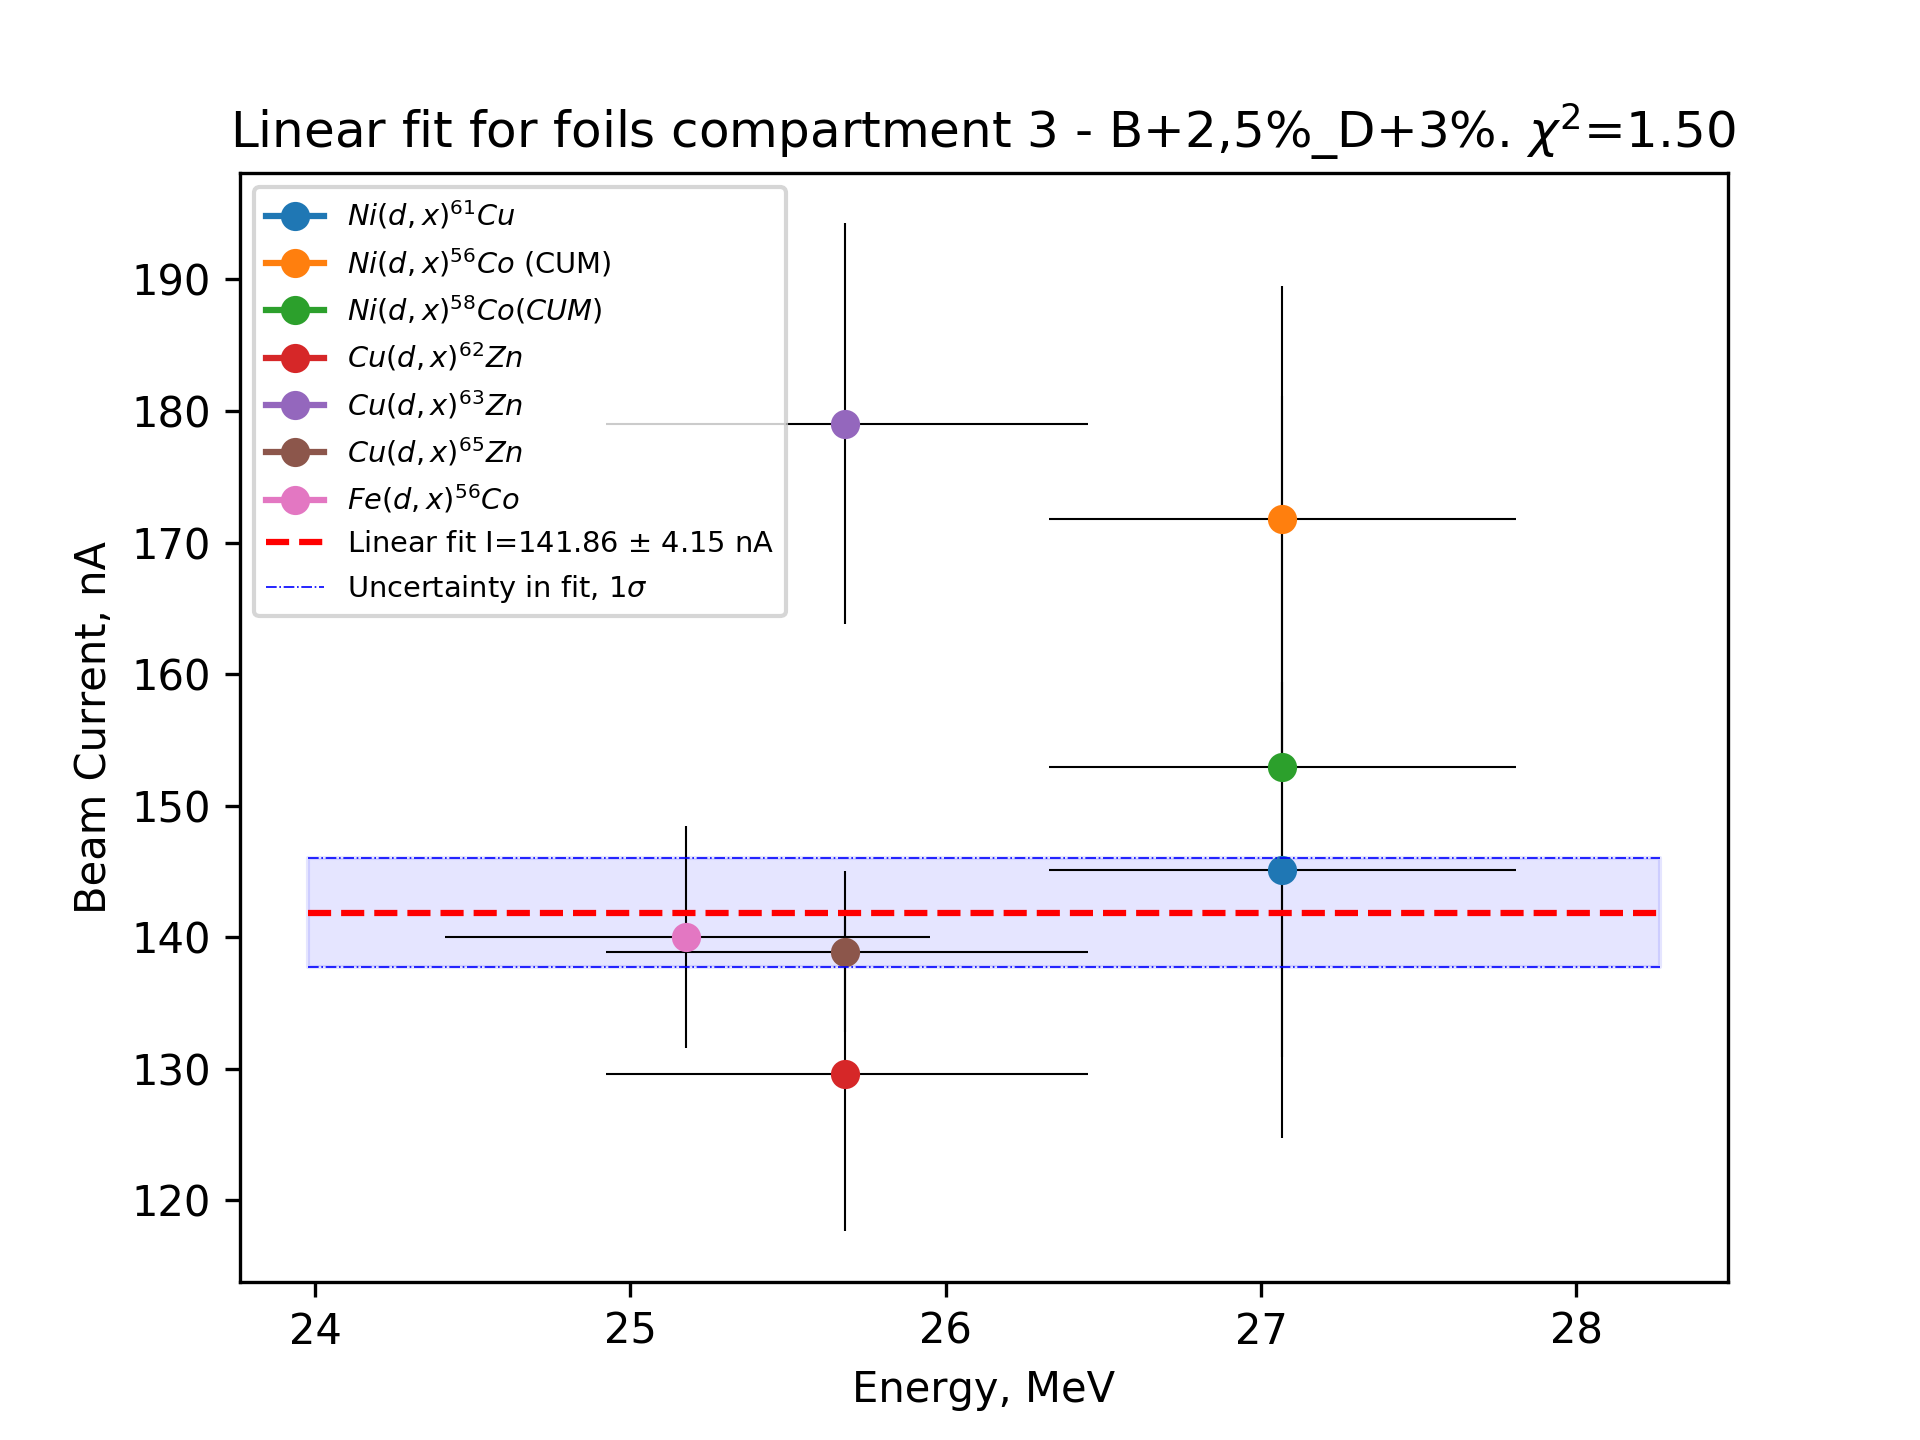 Linear fit for foils compartment 3 - B+2,5%_D+3%. χ²=1.50
Ni(d, x)⁶¹Cu
Ni(d, x)⁵⁶Co (CUM)
Ni(d, x)⁵⁸Co(CUM)
Cu(d, x)⁶²Zn
Cu(d, x)⁶³Zn
Cu(d, x)⁶⁵Zn
Fe(d, x)⁵⁶Co
Linear fit I=141.86 ± 4.15 nA
Uncertainty in fit, 1σ
Beam Current, nA
190
180
170
160
150
140
130
120
24 25 26 27 28
Energy, MeV